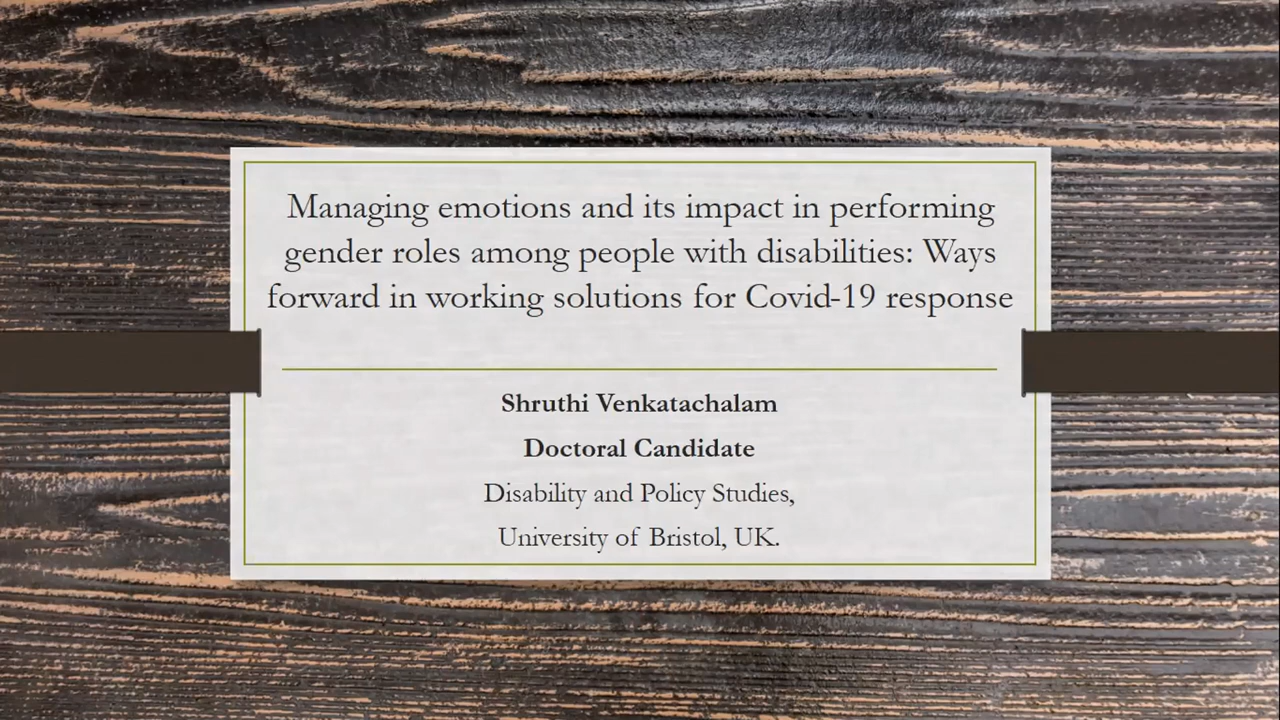 Managing emotions and its impact in performing
gender roles among people with disabilities: Ways
forward in working solutions for Covid-19 response
Shruthi Venkatachalam
Doctoral Candidate
Disability and Policy Studies,
University of Bristol, UK.